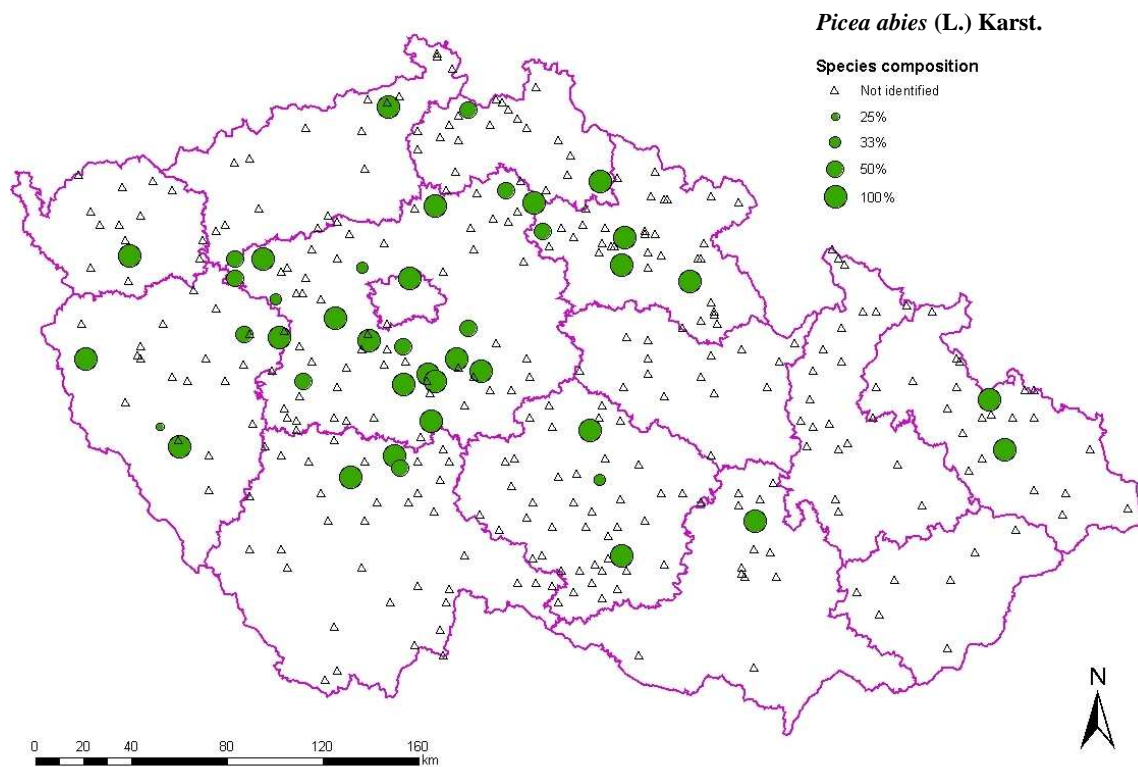 Picea abies (L.) Karst.
Species composition
Not identified
25%
33%
50%
100%
N
0 20 40 80 120 160
km